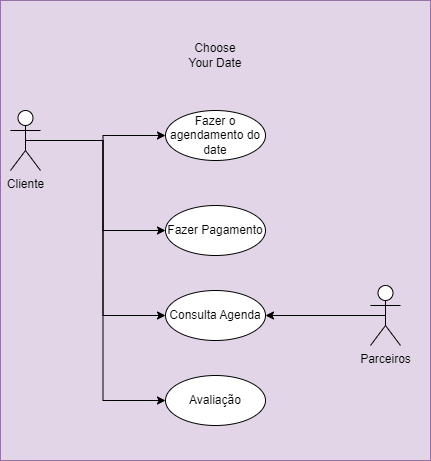 Choose
Your Date
Fazer o
agendamento do
date
Cliente
Fazer Pagamento
Consulta Agenda
Parceiros
Avaliação